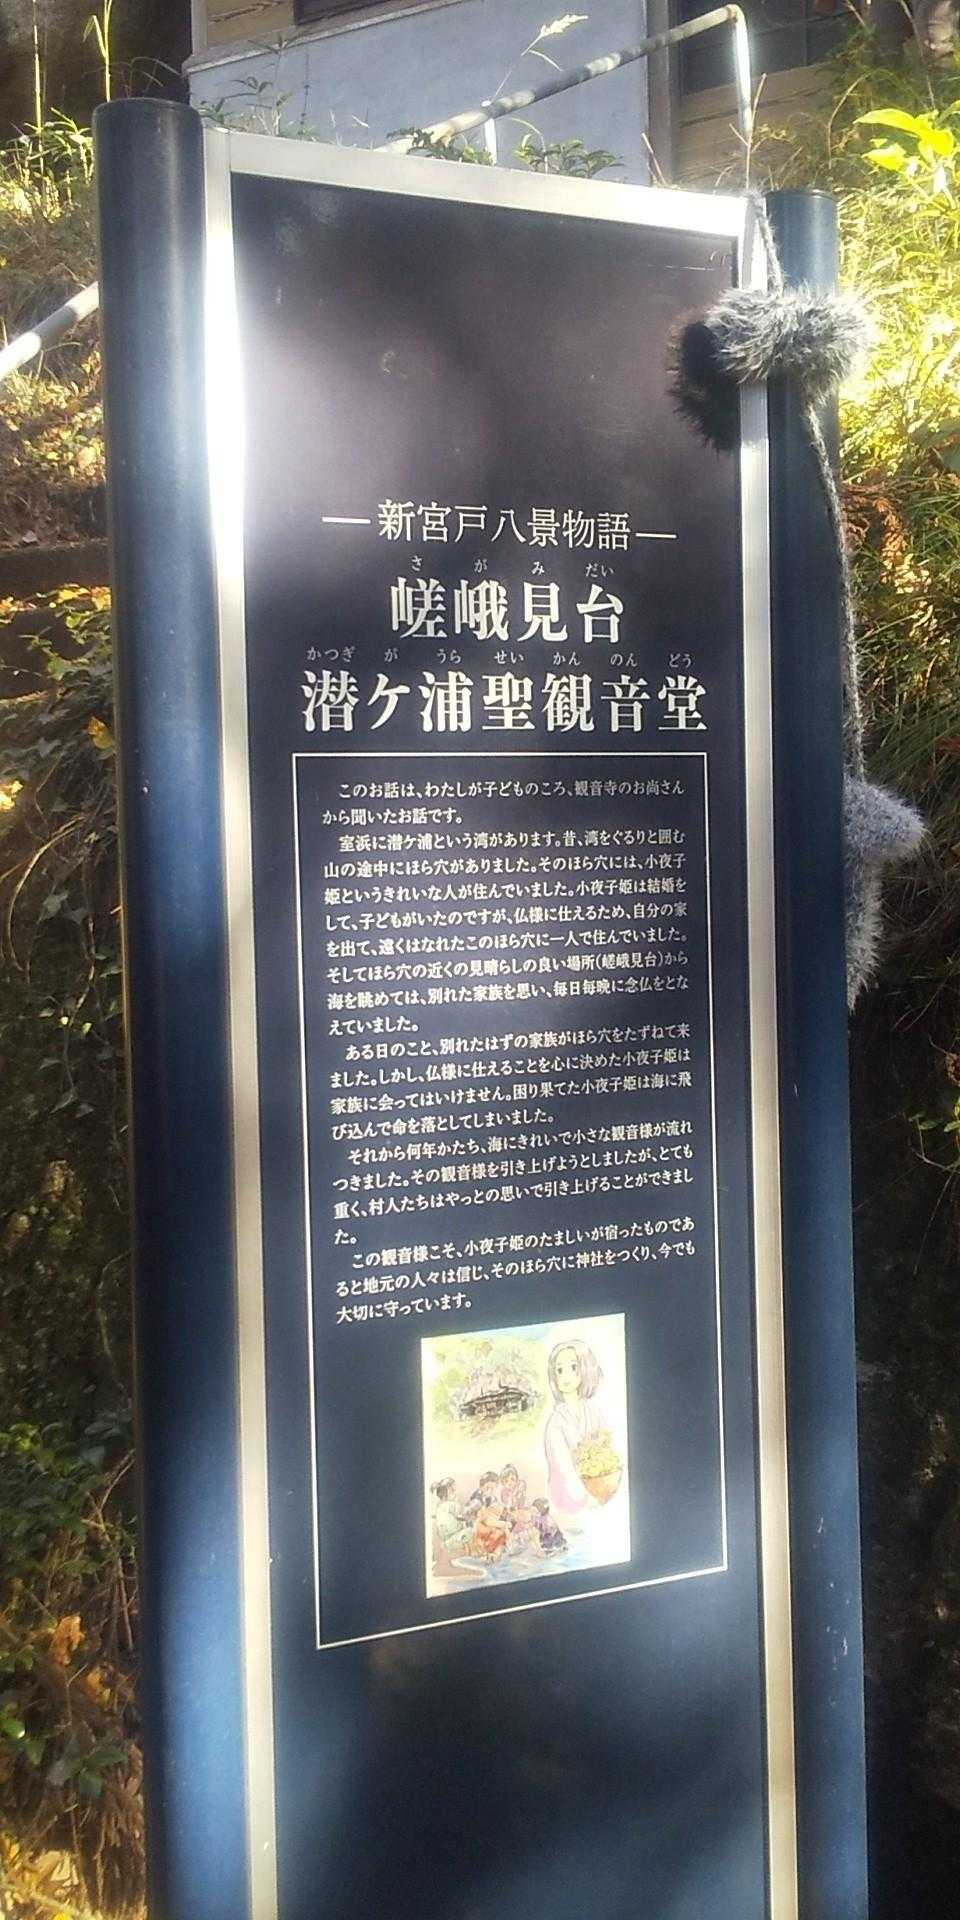 ―新宮戸八景物語―
さがみだい
嵯峨見台
かつぎがうらせいかんのんどう
潜ケ浦聖観音堂
このお話は、わたしが子どものころ、観音寺のお尚さん
から聞いたお話です。
室浜に潜ケ浦という湾があります。昔、湾をぐるりと囲む
山の途中にほら穴がありました。そのほら穴には、小夜子
姫というきれいな人が住んでいました。小夜子姫は結婚を
して、子どもがいたのですが、仏様に仕えるため、自分の家
を出て、遠くはなれたこのほら穴に一人で住んでいました。
そしてほら穴の近くの見晴らしの良い場所(嵯峨見台)から
海を眺めては、別れた家族を思い、毎日毎晩に念仏をとな
えていました。
ある日のこと、別れたはずの家族がほら穴をたずねて来
ました。しかし、仏様に仕えることを心に決めた小夜子姫は
家族に会ってはいけません。困り果てた小夜子姫は海に飛
び込んで命を落としてしまいました。
それから何年かたち、海にきれいで小さな観音様が流れ
つきました。その観音様を引き上げようとしましたが、とても
重く、村人たちはやっとの思いで引き上げることができまし
た。
この観音様こそ、小夜子姫のたましいが宿ったものであ
ると地元の人々は信じ、そのほら穴に神社をつくり、今でも
大切に守っています。